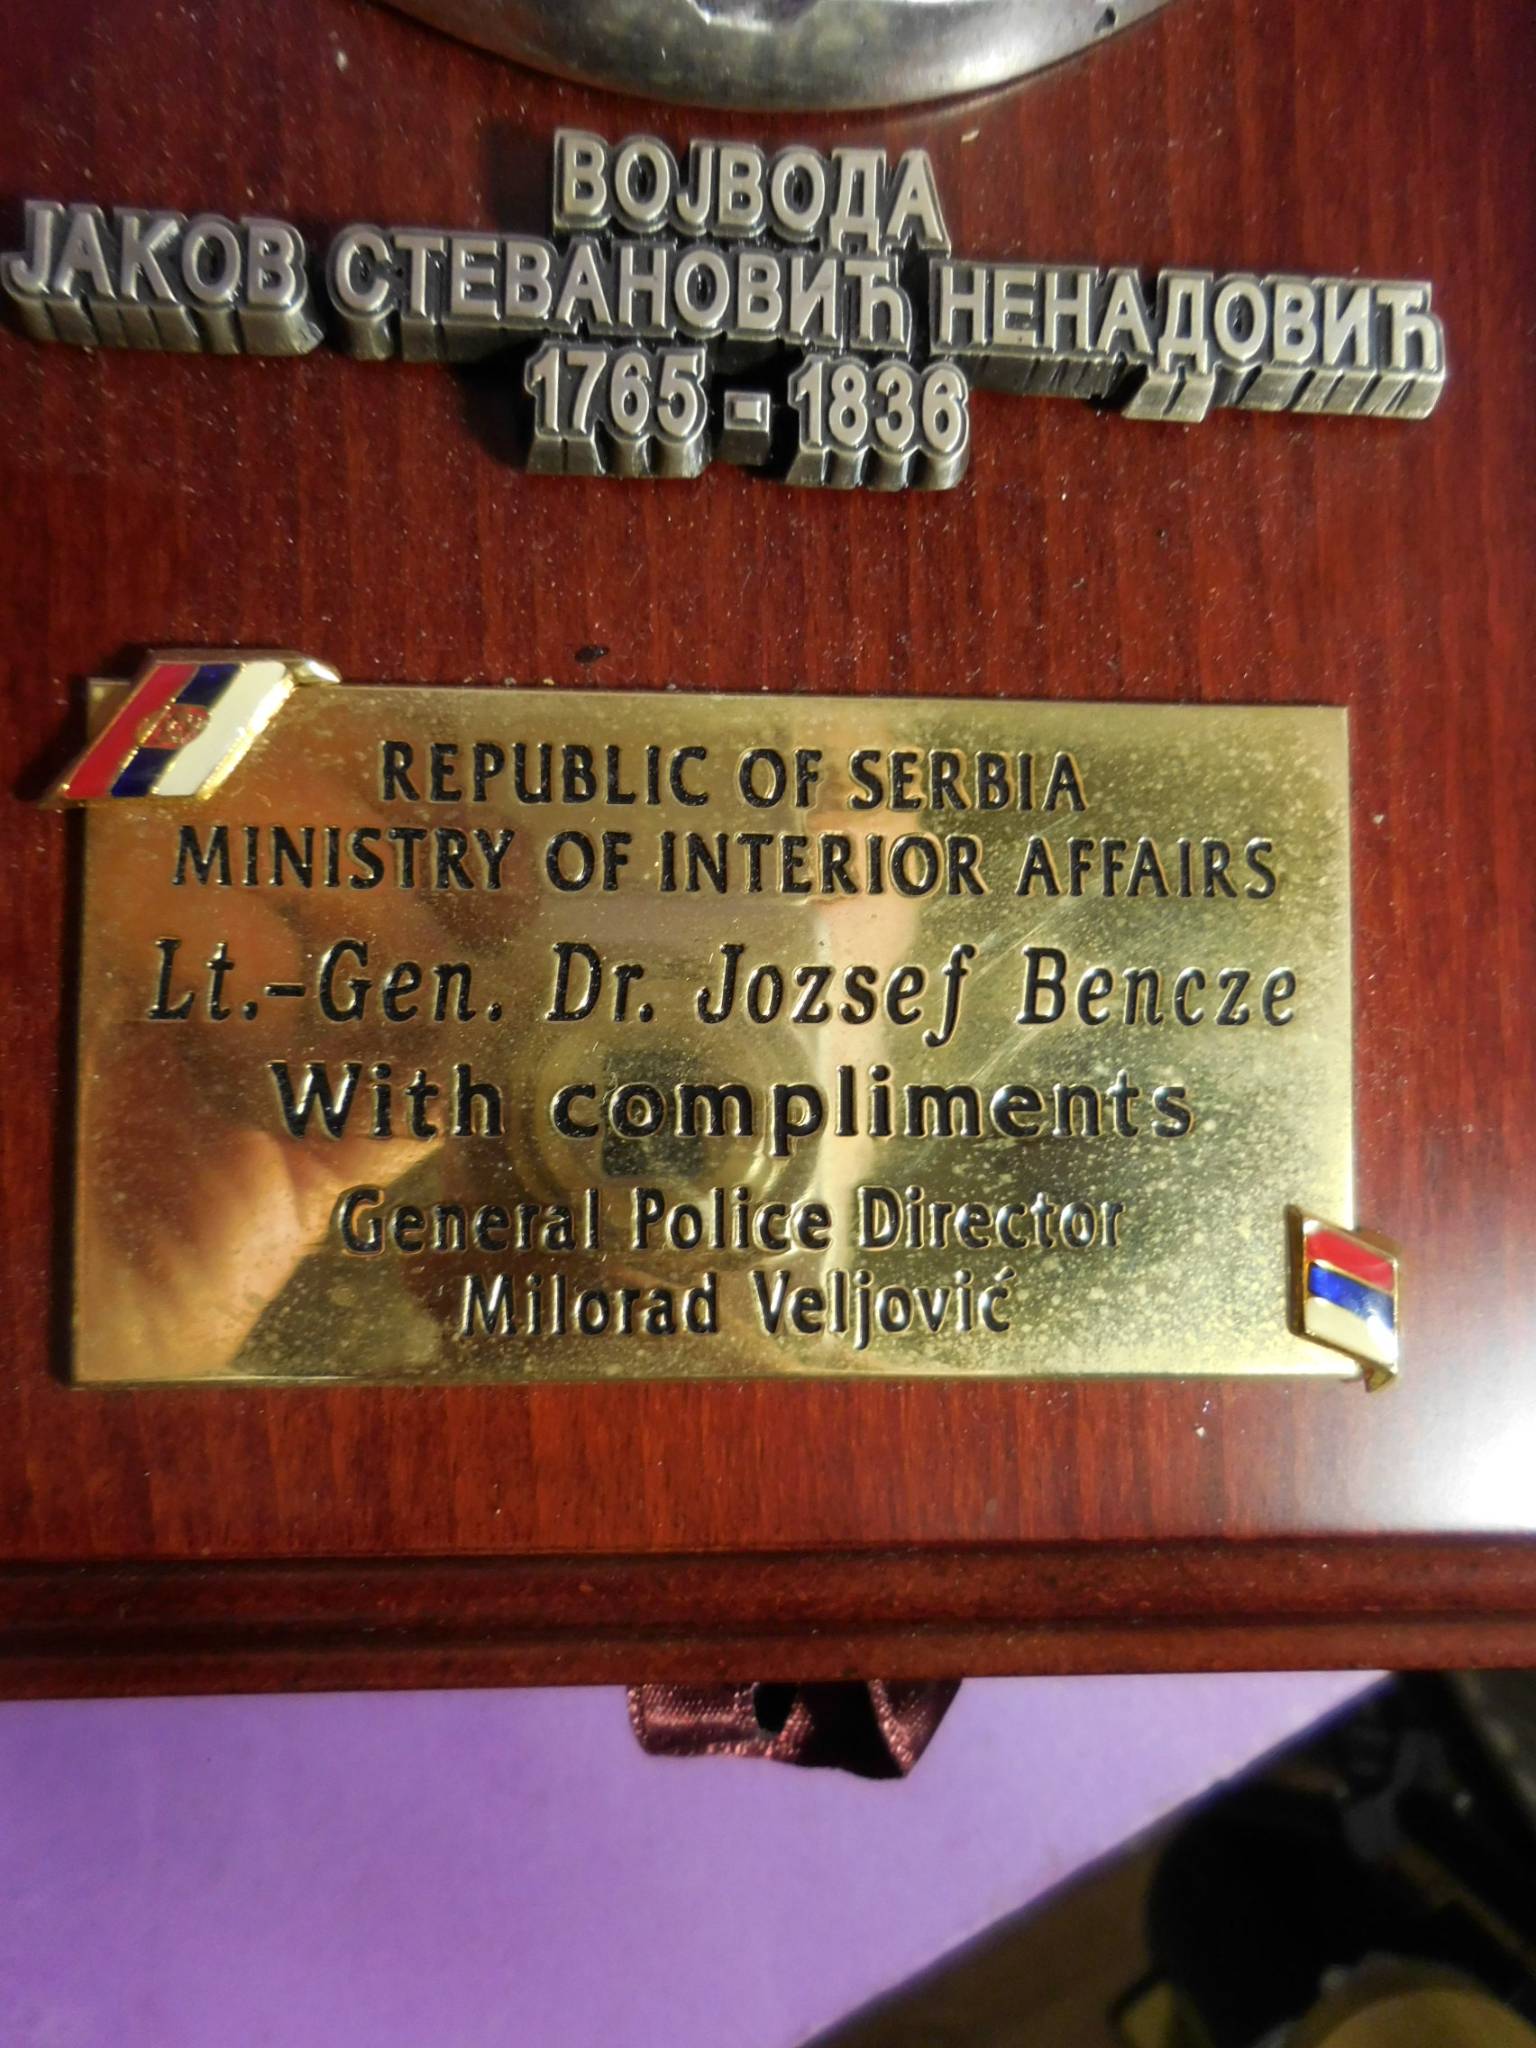 ВОЈВОДА
ЈАКОВ СТЕВАНОВИЋ НЕНАДОВИЋ
1765 - 1836
REPUBLIC OF SERBIA
MINISTRY OF INTERIOR AFFAIRS
Lt.-Gen. Dr. Jozsef Bencze
With compliments
General Police Director
Milorad Veljović